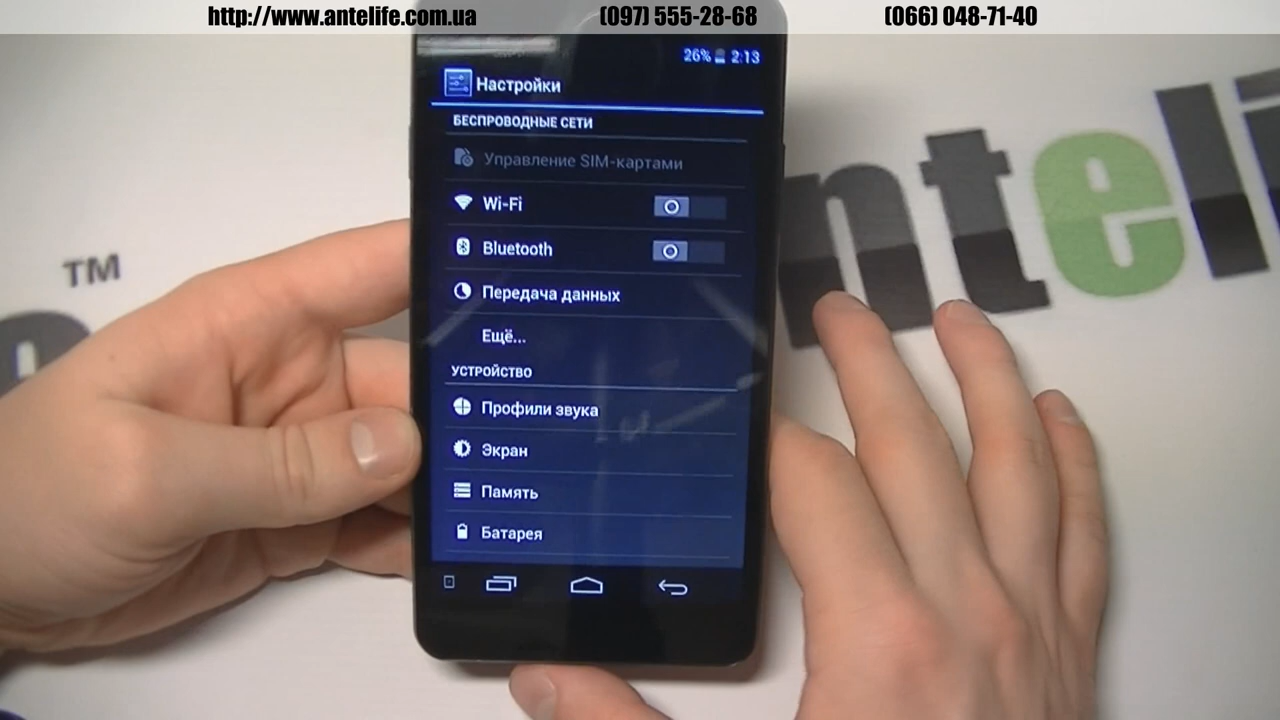 http://www.antelife.com.ua (097) 555-28-68 (066) 048-71-40
26% 2:13
Настройки
БЕСПРОВОДНЫЕ СЕТИ
Управление SIM-картами
Wi-Fi
Bluetooth
Передача данных
Ещё...
УСТРОЙСТВО
Профили звука
Экран
Память
Батарея
TM
nteli